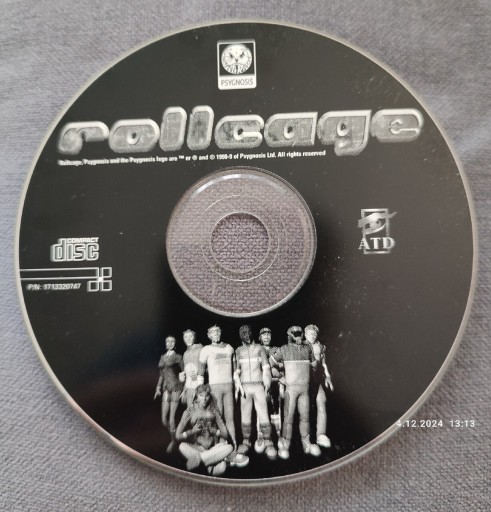 PSYGNOSIS
rollcage
Rollcage, Psygnosis and the Psygnosis logo are ™ or ® and © 1998-9 of Psygnosis Ltd. All rights reserved
COMPACT
disc
ATD
P/N: 1713320747
4.12.2024 13:13